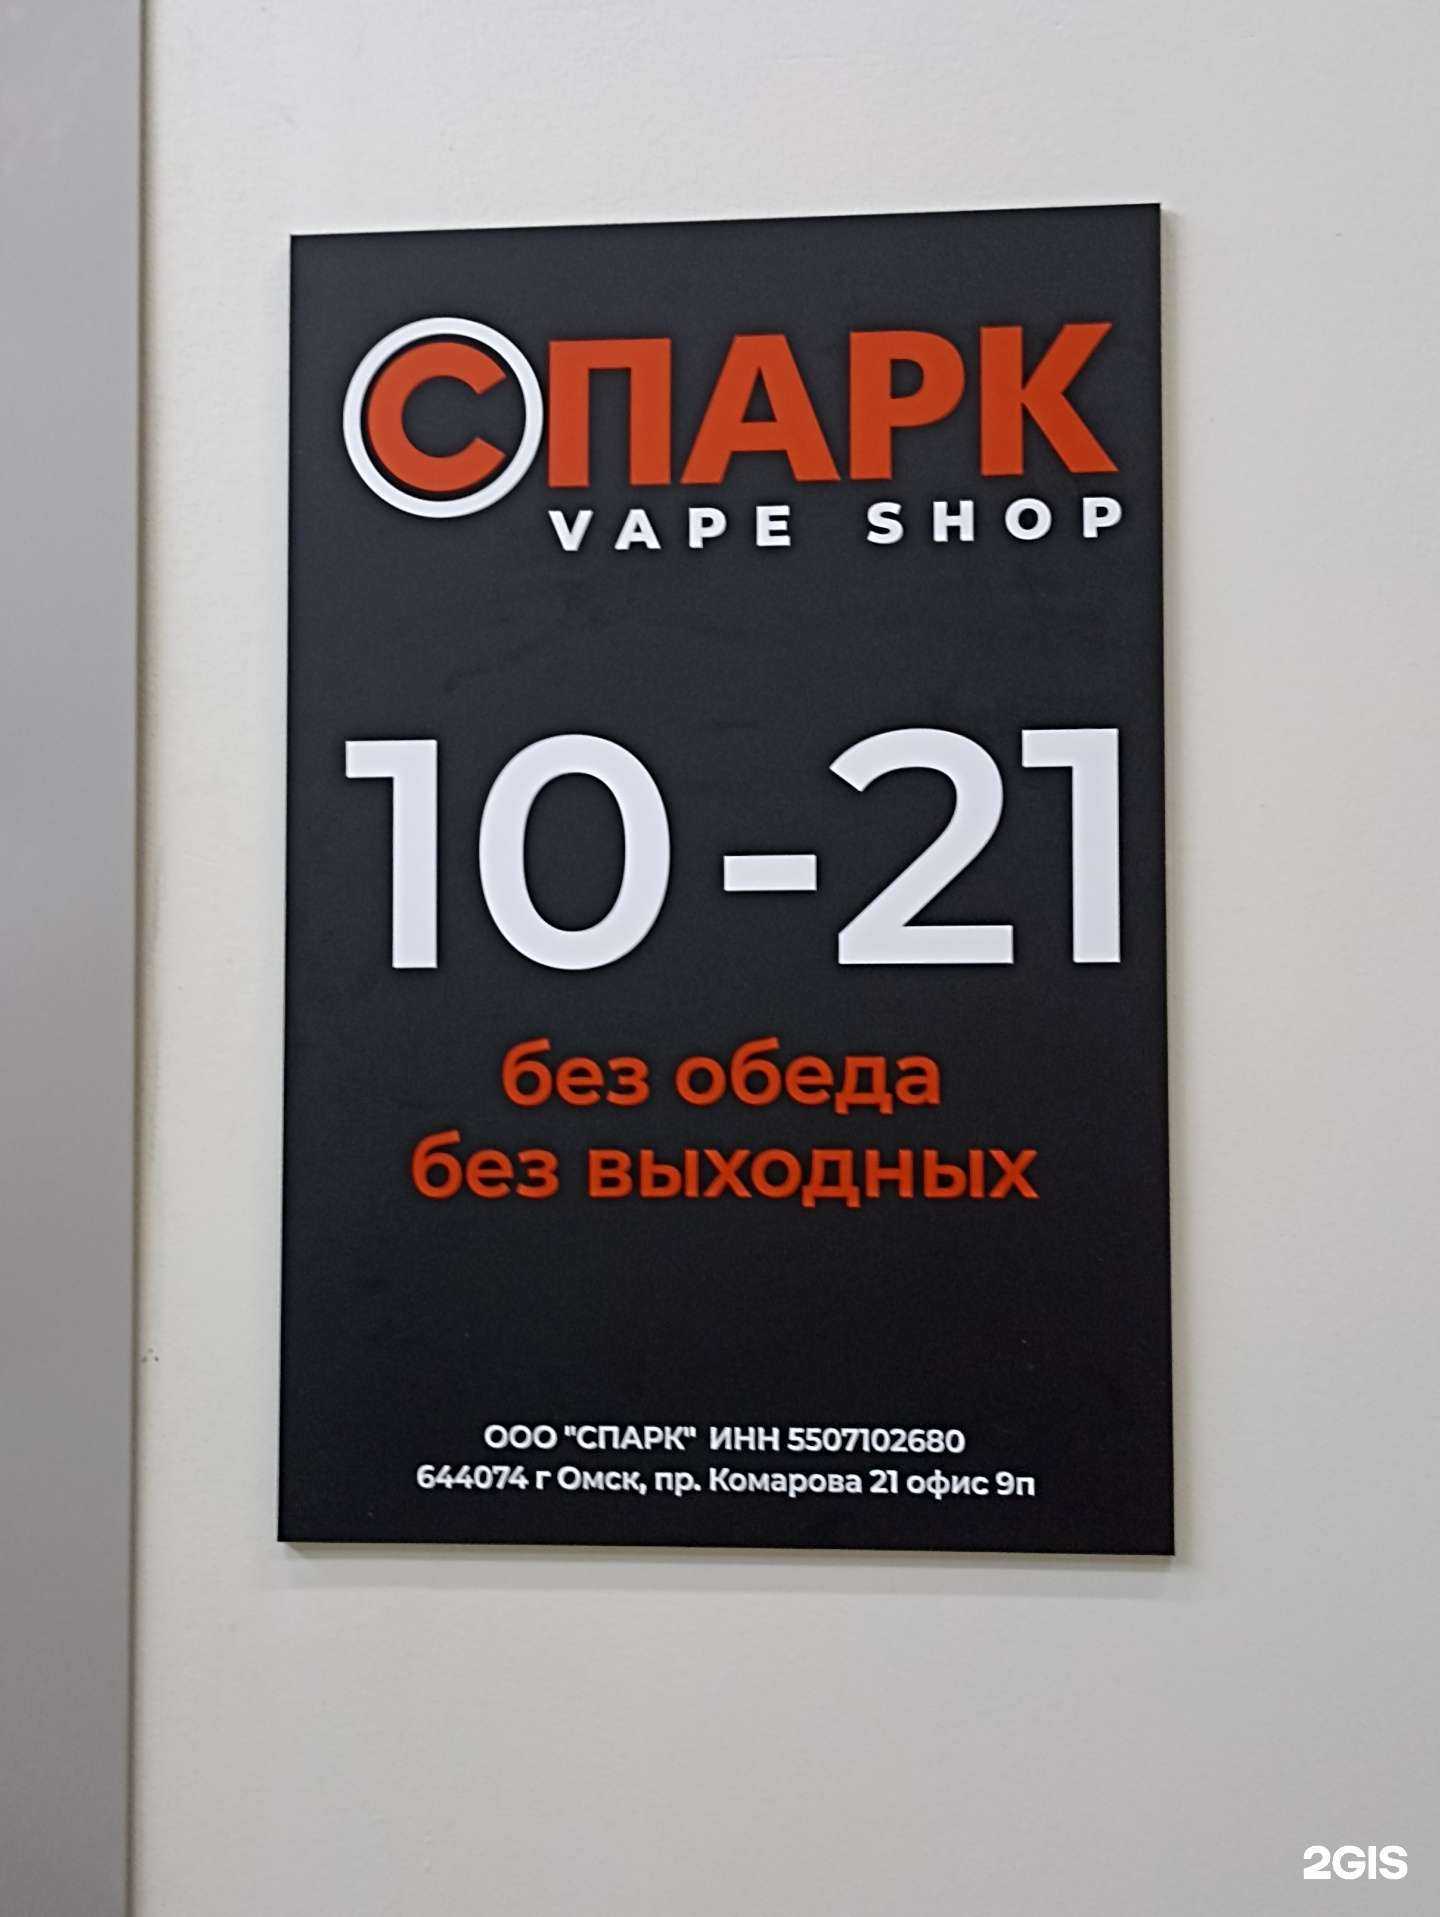 СПАРК
VAPE SHOP
10-21
без обеда
без выходных
ООО "СПАРК" ИНН 5507102680
644074 г Омск, пр. Комарова 21 офис 9п
2GIS